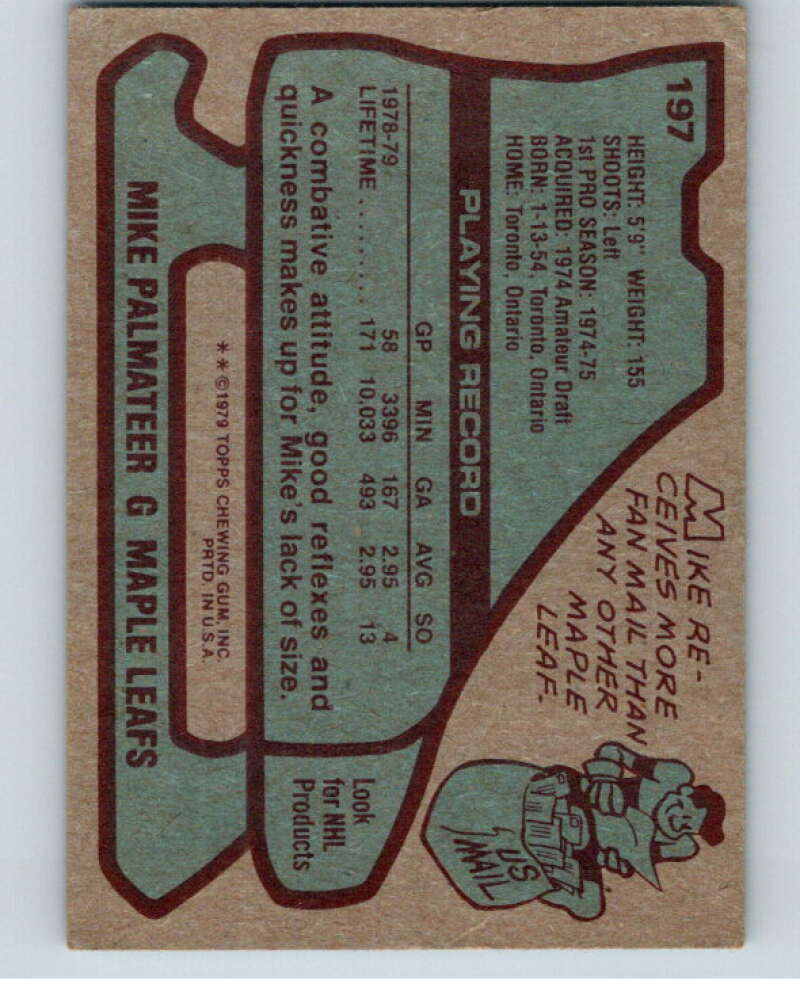 197
HEIGHT: 5'9" WEIGHT: 155
SHOOTS: Left
1st PRO SEASON: 1974-75
ACQUIRED: 1974 Amateur Draft
BORN: 1-13-54, Toronto, Ontario
HOME: Toronto, Ontario
MIKE RE-
CEIVES MORE
FAN MAIL THAN
ANY OTHER
MAPLE
LEAF.
US
MAIL
PLAYING RECORD
GP MIN GA AVG SO
1978-79 58 3396 167 2.95 4
LIFETIME .......... 171 10,033 493 2.95 13
A combative attitude, good reflexes and
quickness makes up for Mike's lack of size.
Look
for NHL
Products
**©1979 TOPPS CHEWING GUM, INC.
PRTD. IN U.S.A.
MIKE PALMATEER G MAPLE LEAFS